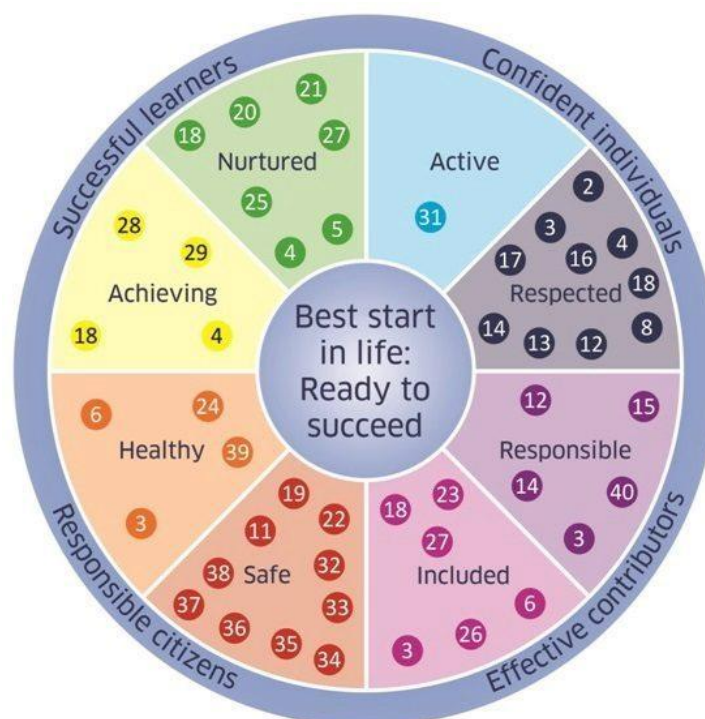 Successful learners
Confident individuals
21
20
18
27
Nurtured
25
5
4
Active
31
2
3
4
17
16
18
Respected
14
13
12
8
28
29
Achieving
18
4
Best start
in life:
Ready to
succeed
6
24
Healthy
39
3
12
15
Responsible
14
40
3
19
22
11
32
38
Safe
37
33
36
35
34
23
18
27
Included
6
26
3
Responsible citizens
Effective contributors